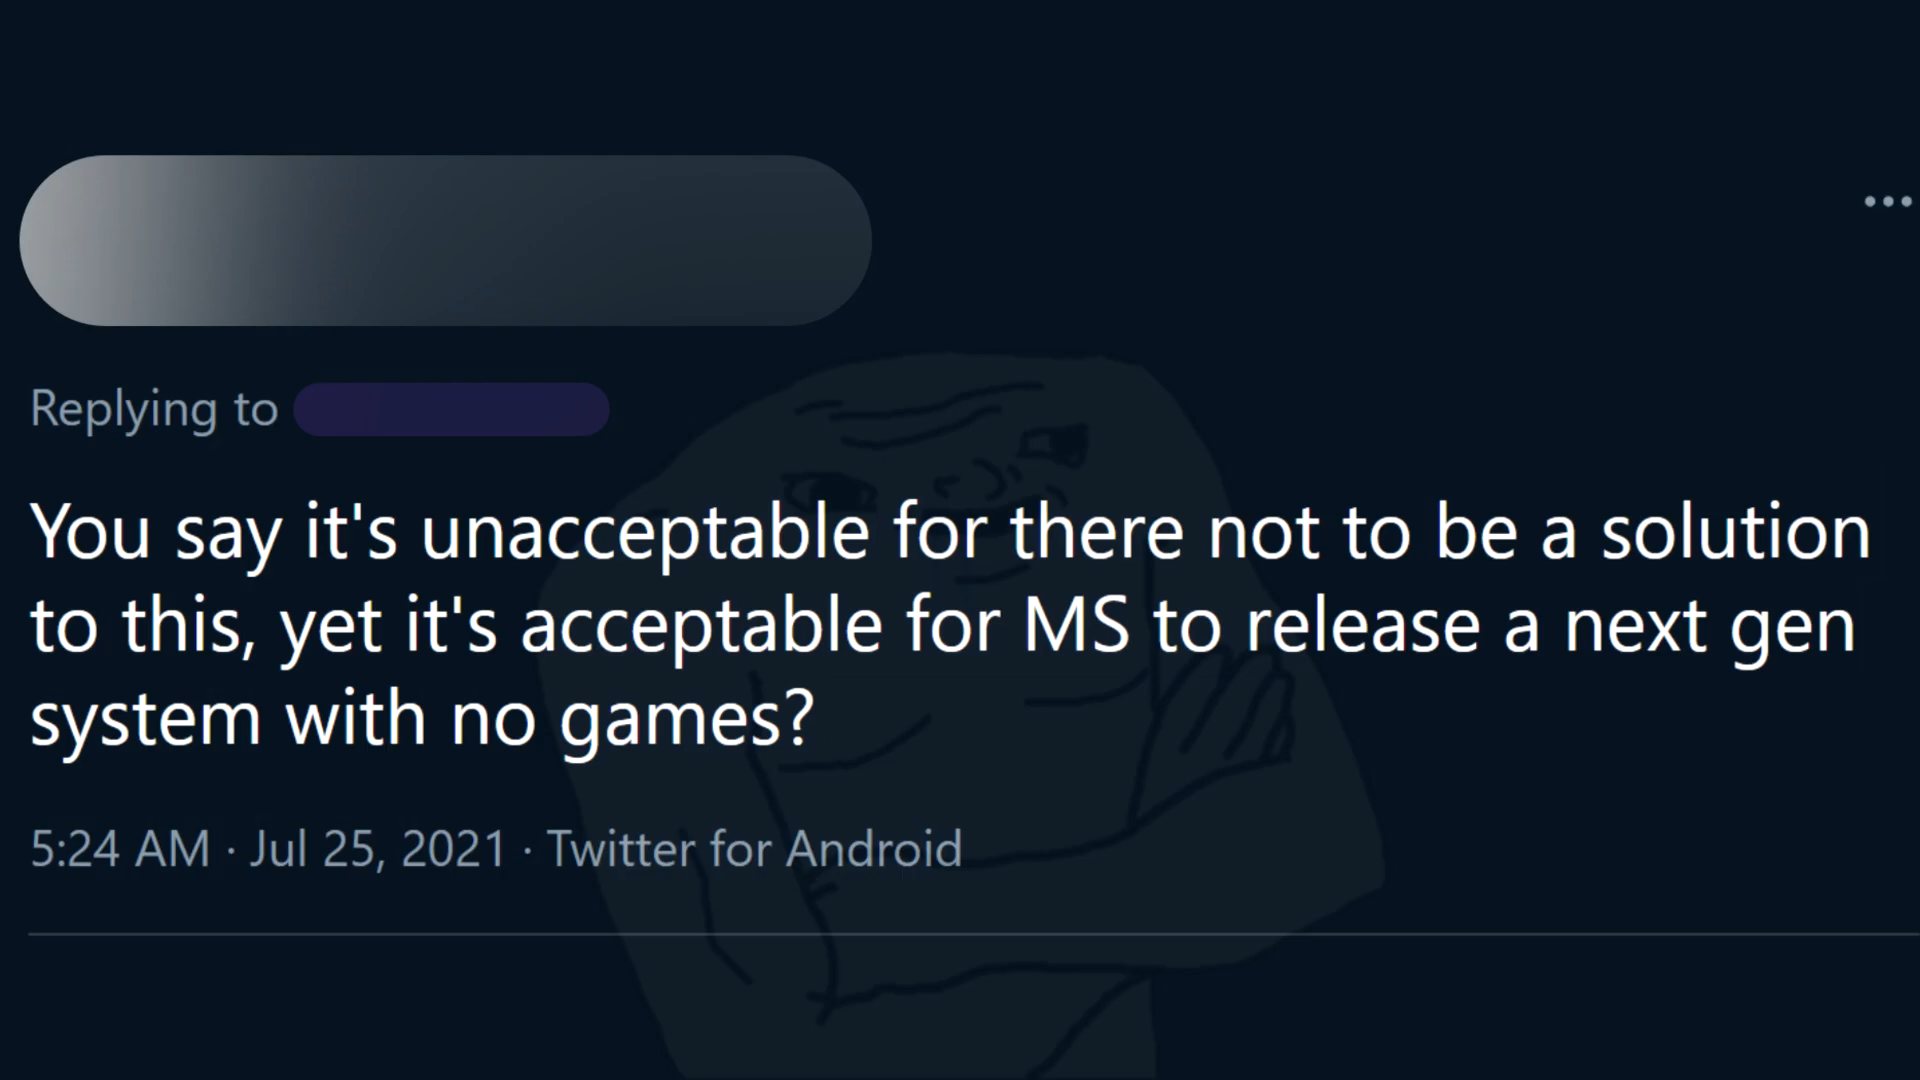 Replying to
You say it's unacceptable for there not to be a solution
to this, yet it's acceptable for MS to release a next gen
system with no games?
5:24 AM · Jul 25, 2021 · Twitter for Android